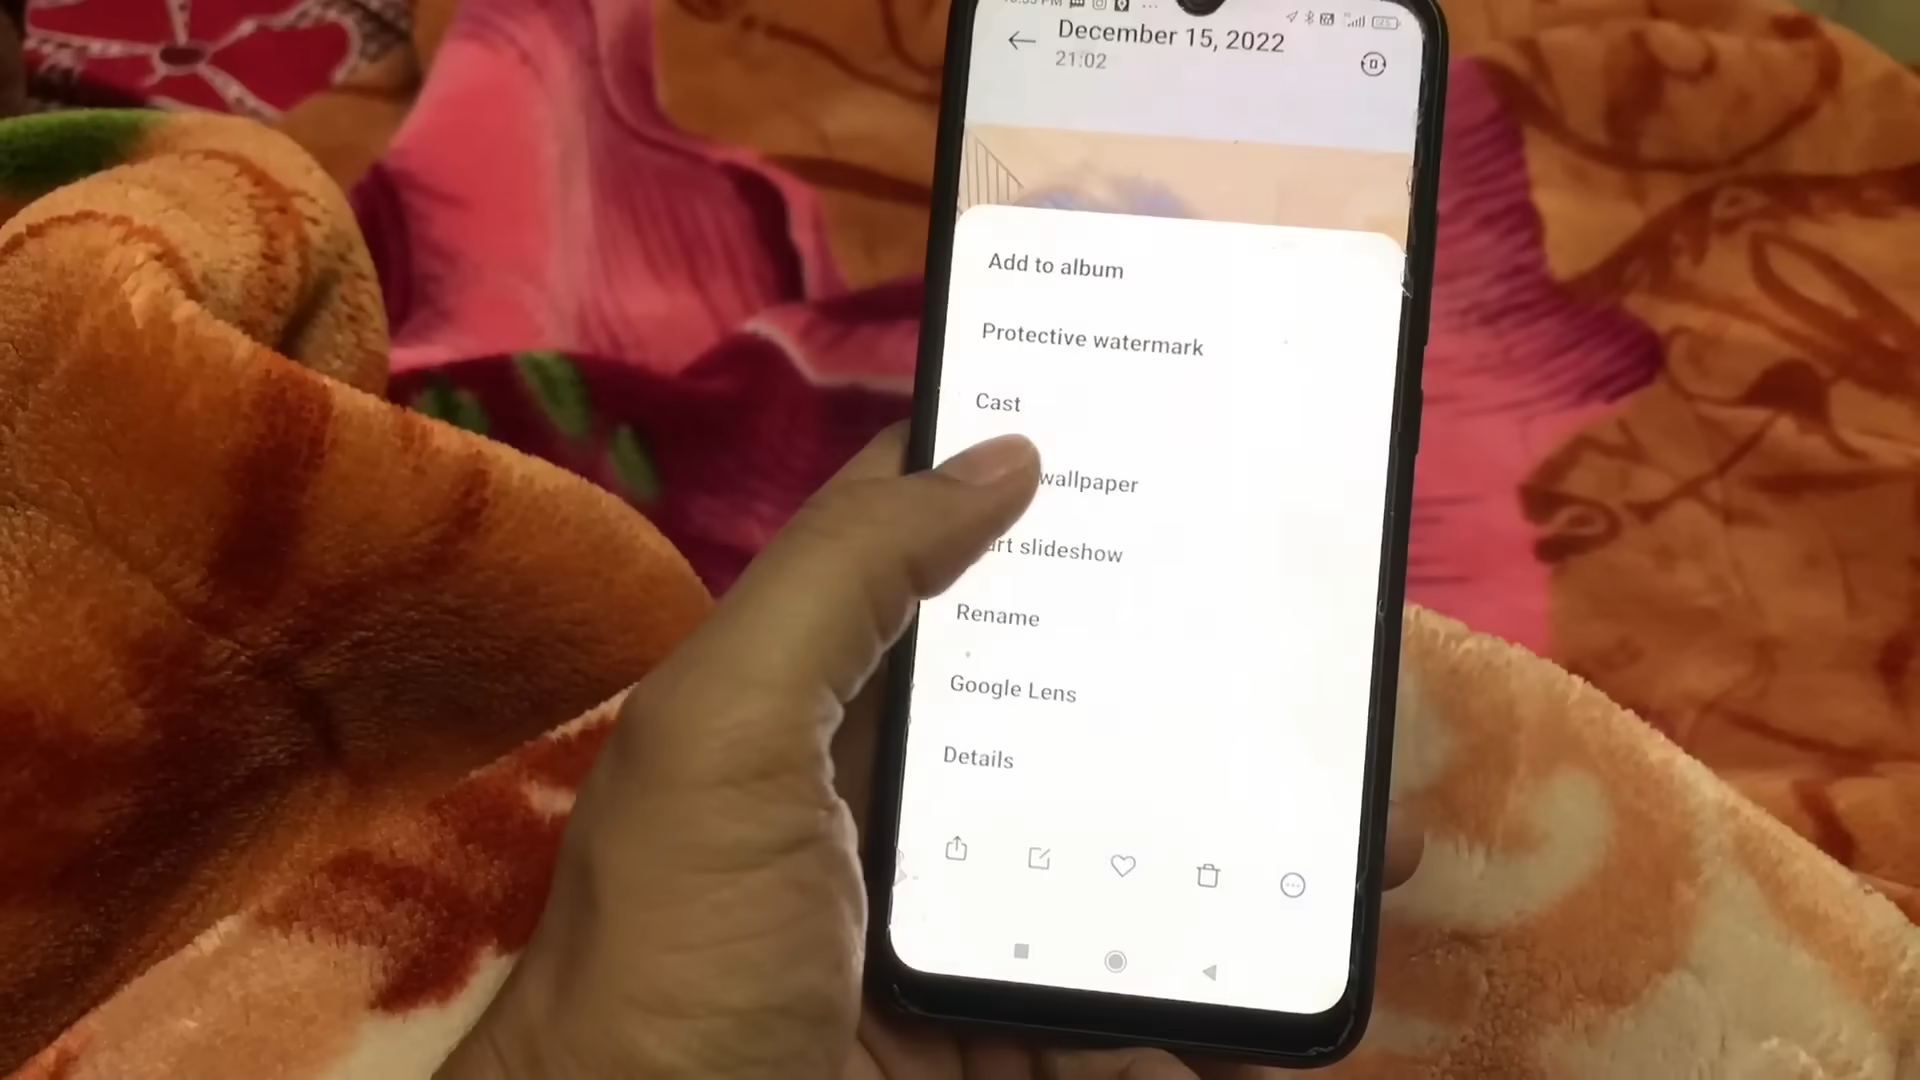 December 15, 2022
21:02
Add to album
Protective watermark
Cast
wallpaper
slideshow
Rename
Google Lens
Details